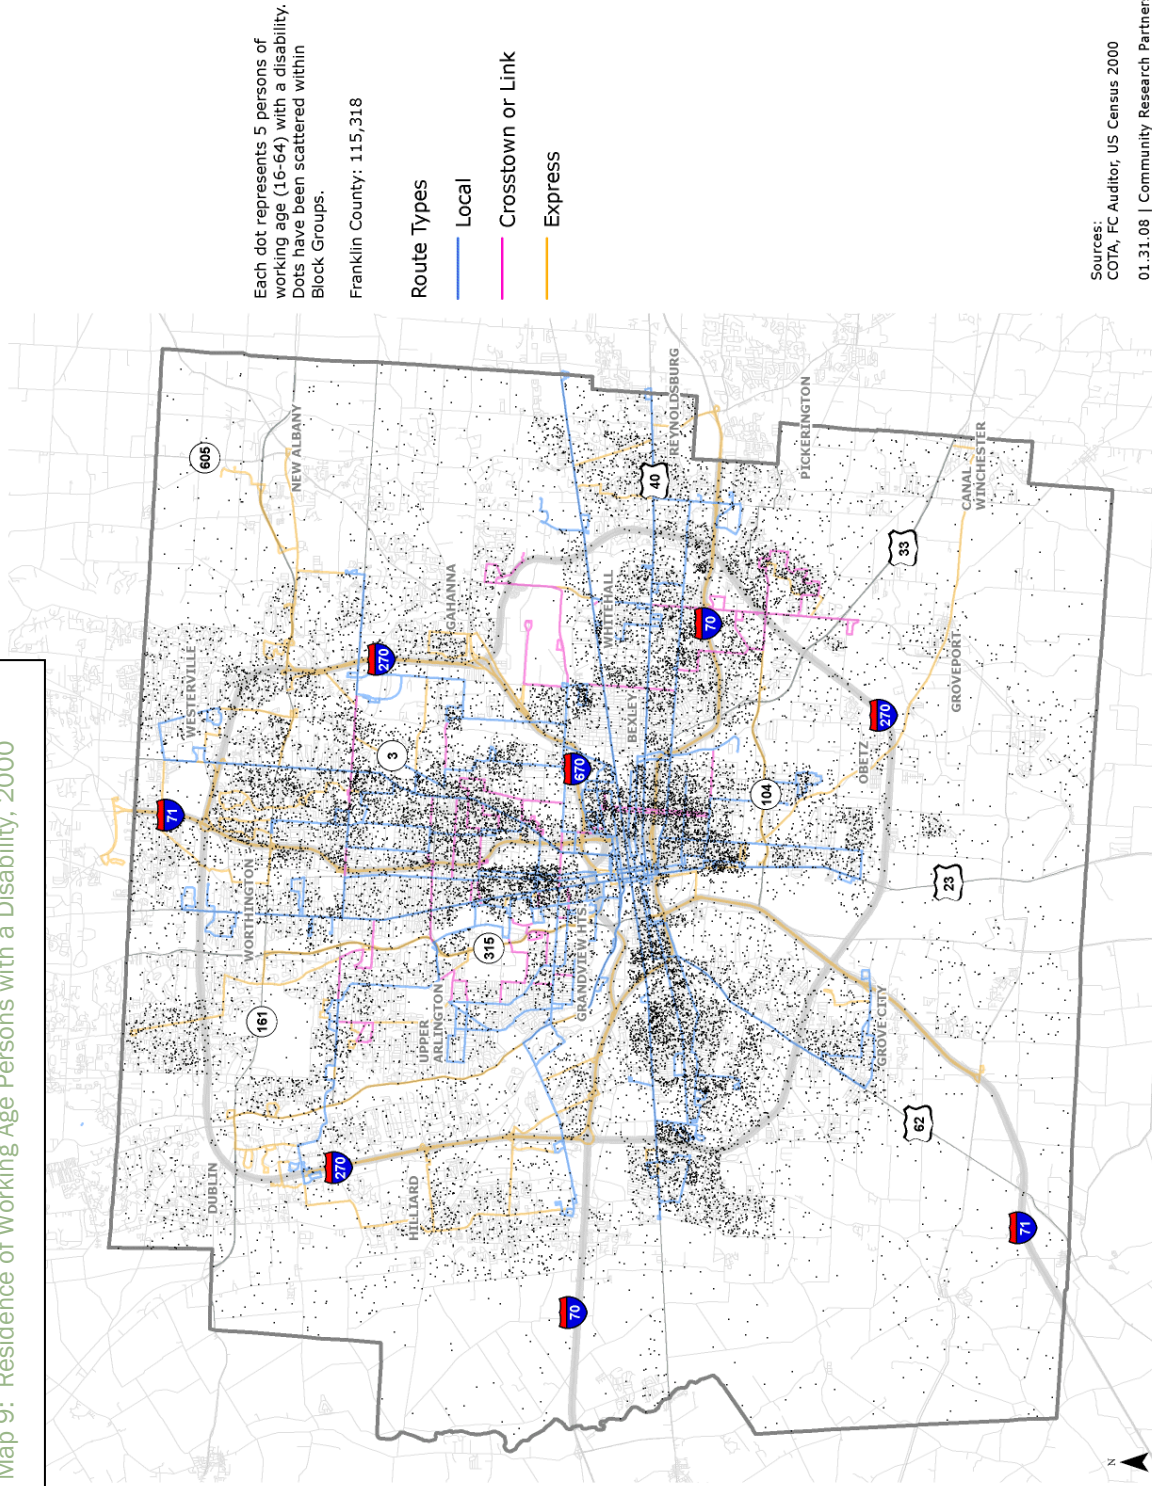 Map 9: Residence of Working Age Persons with a Disability, 2000
Each dot represents 5 persons of
working age (16-64) with a disability.
Dots have been scattered within
Block Groups.
Franklin County: 115,318
Route Types
Local
Crosstown or Link
Express
Sources:
COTA, FC Auditor, US Census 2000
01.31.08 | Community Research Partners
605
NEW ALBANY
WESTERVILLE
71
270
GAHANNA
3
WORTHINGTON
161
DUBLIN
270
HILLIARD
UPPER
ARLINGTON
315
GRANDVIEW HTS.
670
BEXLEY
WHITEHALL
40
REYNOLDSBURG
PICKERINGTON
70
33
CANAL
WINCHESTER
GROVEPORT
270
OBETZ
104
23
GROVE CITY
62
71
70
N